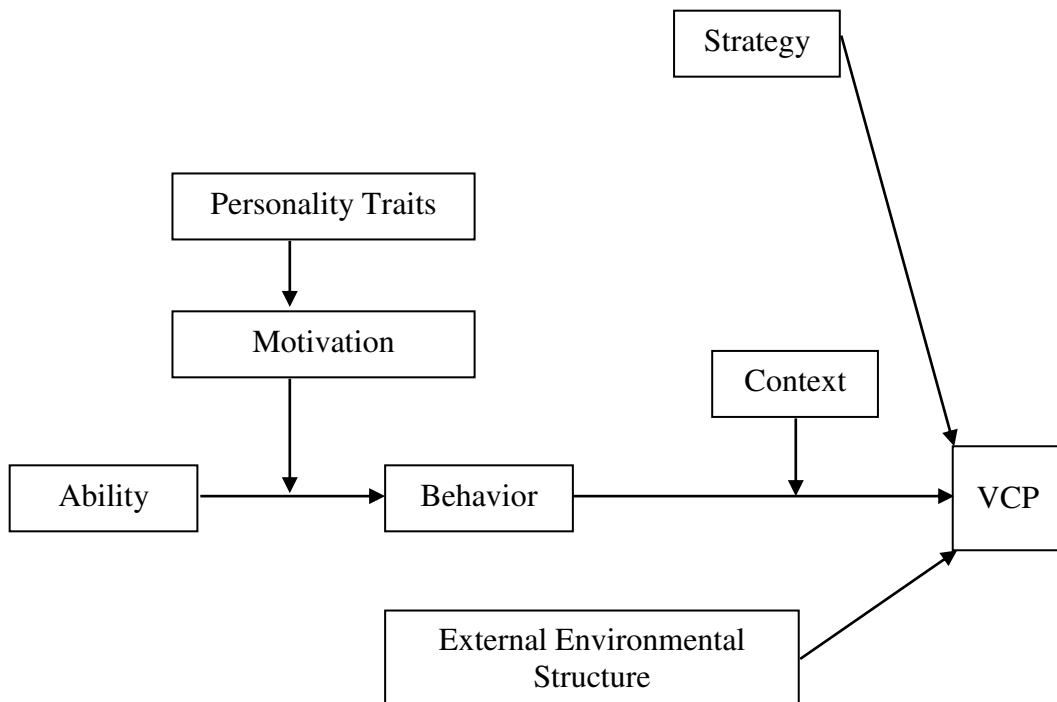 Strategy
Personality Traits
Motivation
Context
Ability
Behavior
VCP
External Environmental
Structure